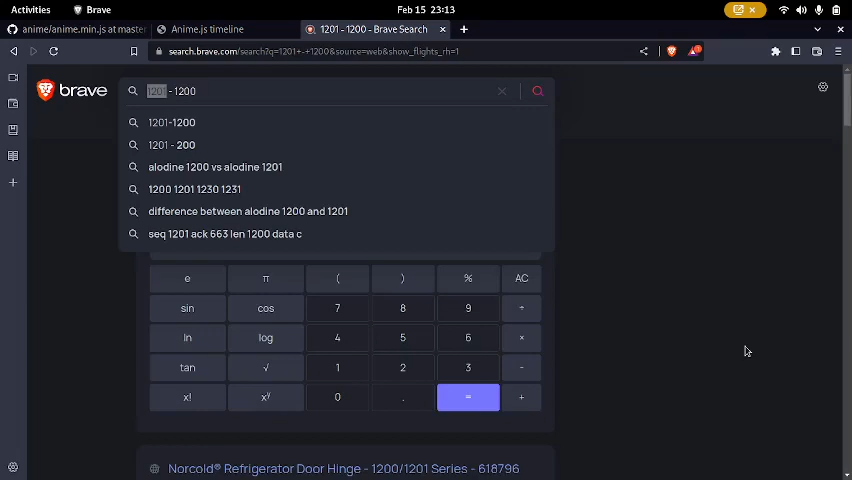 Activities
Brave
Feb 15 23:13
anime/anime.min.js at master
Anime.js timeline
1201 - 1200 - Brave Search
search.brave.com/search?q=1201+-+1200&source=web&show_flights_rh=1
brave
1201 - 1200
1201-1200
1201 - 200
alodine 1200 vs alodine 1201
1200 1201 1230 1231
difference between alodine 1200 and 1201
seq 1201 ack 663 len 1200 data c
e π ( ) % AC
sin cos 7 8 9 ÷
ln log 4 5 6 ×
tan √ 1 2 3 -
x! xʸ 0 . = +
Norcold® Refrigerator Door Hinge - 1200/1201 Series - 618796